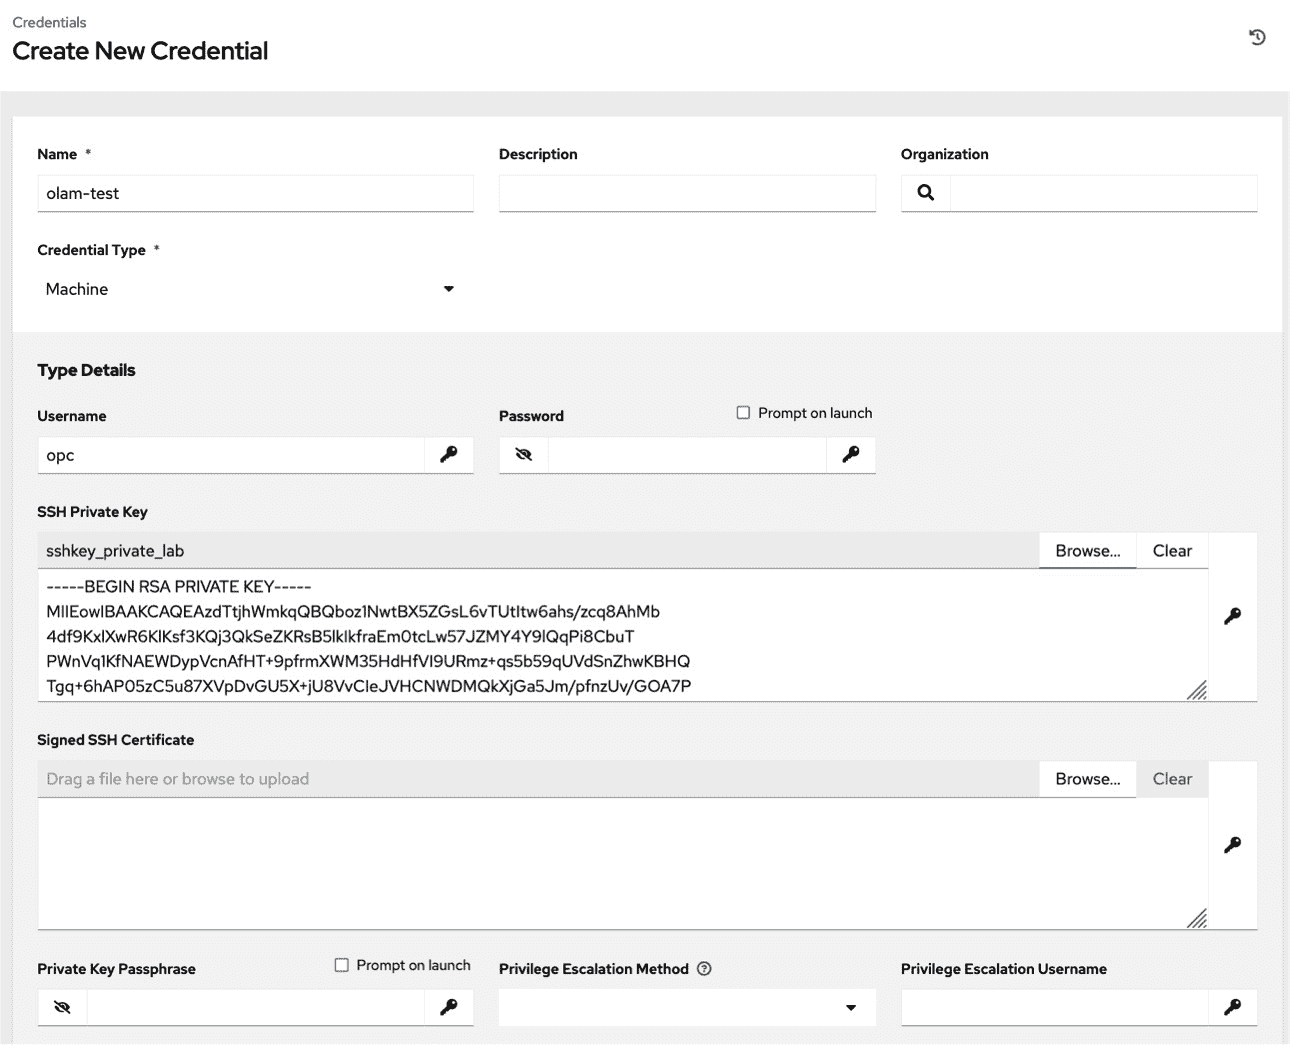 Credentials
Create New Credential
Name *
Description
Organization
olam-test
Credential Type *
Machine
Type Details
Username
Password
Prompt on launch
opc
SSH Private Key
sshkey_private_lab
Browse...
Clear
-----BEGIN RSA PRIVATE KEY-----
MIIEowIBAAKCAQEAzdTtjhWmkqQBQboz1NwtBX5ZGsL6vTUtItw6ahs/zcq8AhMb
4df9KxlXwR6KlKsf3KQj3QkSeZKRsB5lklkfraEm0tcLw57JZMY4Y9lQqPi8CbuT
PWnVq1KfNAEWDypVcnAfHT+9pfrmXWM35HdHfVI9URmz+qs5b59qUVdSnZhwKBHQ
Tgq+6hAP05zC5u87XVpDvGU5X+jU8VvCIeJVHCNWDMQkXjGa5Jm/pfnzUv/GOA7P
Signed SSH Certificate
Drag a file here or browse to upload
Browse...
Clear
Private Key Passphrase
Prompt on launch
Privilege Escalation Method
Privilege Escalation Username